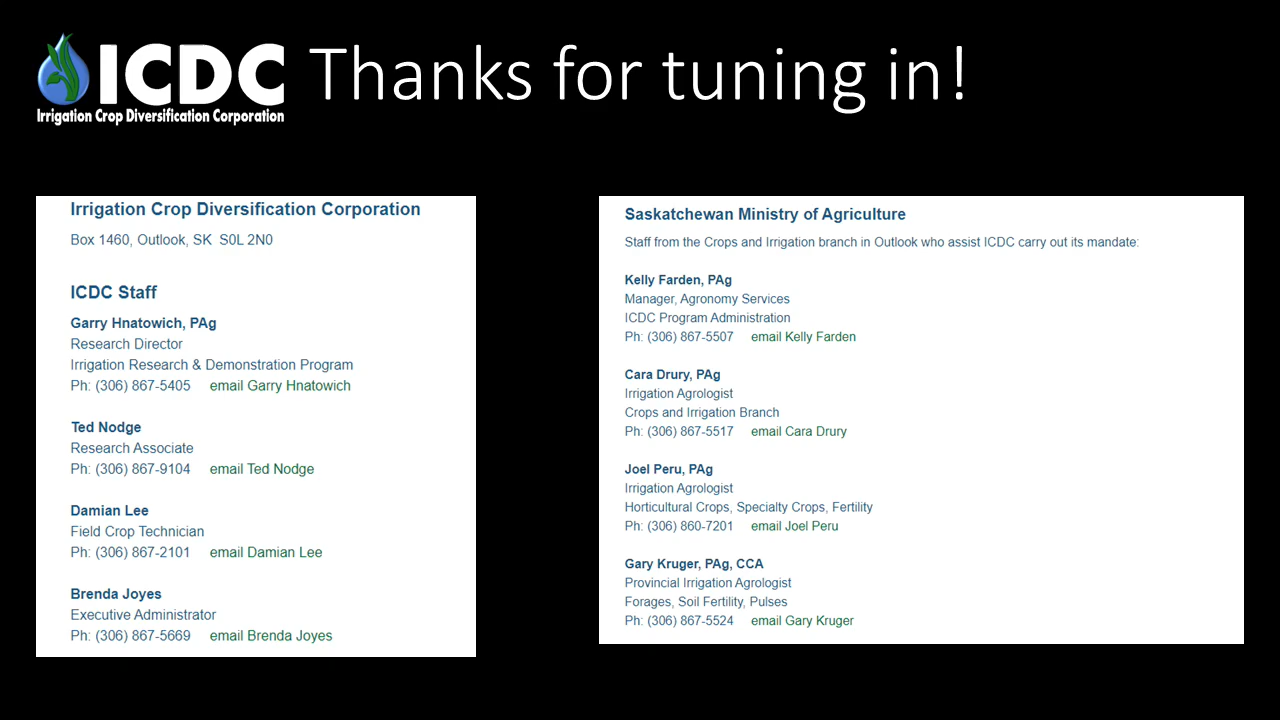 ICDC
Irrigation Crop Diversification Corporation
Thanks for tuning in!
Irrigation Crop Diversification Corporation
Box 1460, Outlook, SK  S0L 2N0
ICDC Staff
Garry Hnatowich, PAg
Research Director
Irrigation Research & Demonstration Program
Ph: (306) 867-5405 email Garry Hnatowich
Ted Nodge
Research Associate
Ph: (306) 867-9104 email Ted Nodge
Damian Lee
Field Crop Technician
Ph: (306) 867-2101 email Damian Lee
Brenda Joyes
Executive Administrator
Ph: (306) 867-5669 email Brenda Joyes
Saskatchewan Ministry of Agriculture
Staff from the Crops and Irrigation branch in Outlook who assist ICDC carry out its mandate:
Kelly Farden, PAg
Manager, Agronomy Services
ICDC Program Administration
Ph: (306) 867-5507 email Kelly Farden
Cara Drury, PAg
Irrigation Agrologist
Crops and Irrigation Branch
Ph: (306) 867-5517 email Cara Drury
Joel Peru, PAg
Irrigation Agrologist
Horticultural Crops, Specialty Crops, Fertility
Ph: (306) 860-7201 email Joel Peru
Gary Kruger, PAg, CCA
Provincial Irrigation Agrologist
Forages, Soil Fertility, Pulses
Ph: (306) 867-5524 email Gary Kruger